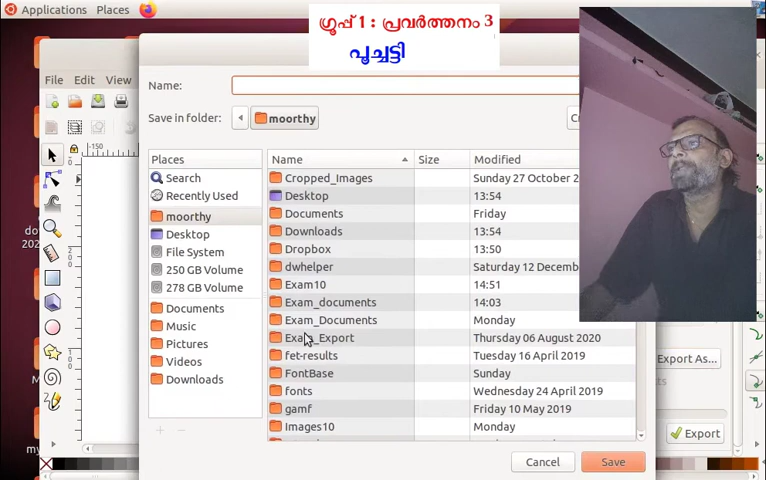 Applications Places
ഗ്രൂപ്പ് 1 : പ്രവർത്തനം 3
പൂച്ചട്ടി
File Edit View
Name:
Save in folder: moorthy
Places
Name Size Modified
Search
Cropped_Images Sunday 27 October 2
Recently Used
Desktop 13:54
moorthy
Documents Friday
Desktop
Downloads 13:54
File System
Dropbox 13:50
250 GB Volume
dwhelper Saturday 12 Decemb
278 GB Volume
Exam10 14:51
Documents
Exam_documents 14:03
Music
Exam_Documents Monday
Pictures
Exam_Export Thursday 06 August 2020
Videos
fet-results Tuesday 16 April 2019
Downloads
FontBase Sunday
fonts Wednesday 24 April 2019
gamf Friday 10 May 2019
Images10 Monday
-150
200
100
Export As...
Export
Cancel Save